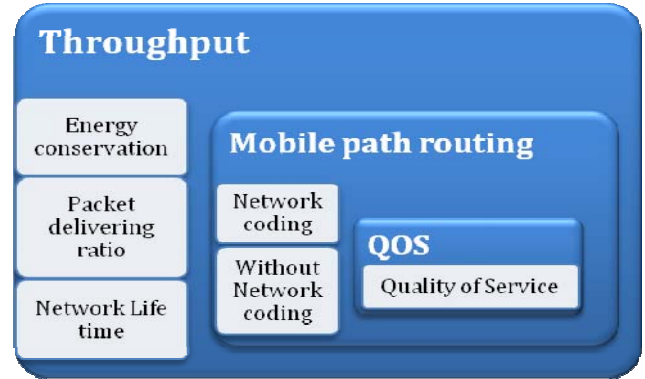 Throughput
Energy
conservation
Packet
delivering
ratio
Network Life
time
Mobile path routing
Network
coding
Without
Network
coding
QOS
Quality of Service